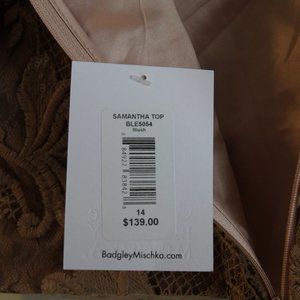 SAMANTHA TOP
BLE5054
Blush
14
$139.00
BadgleyMischka.com